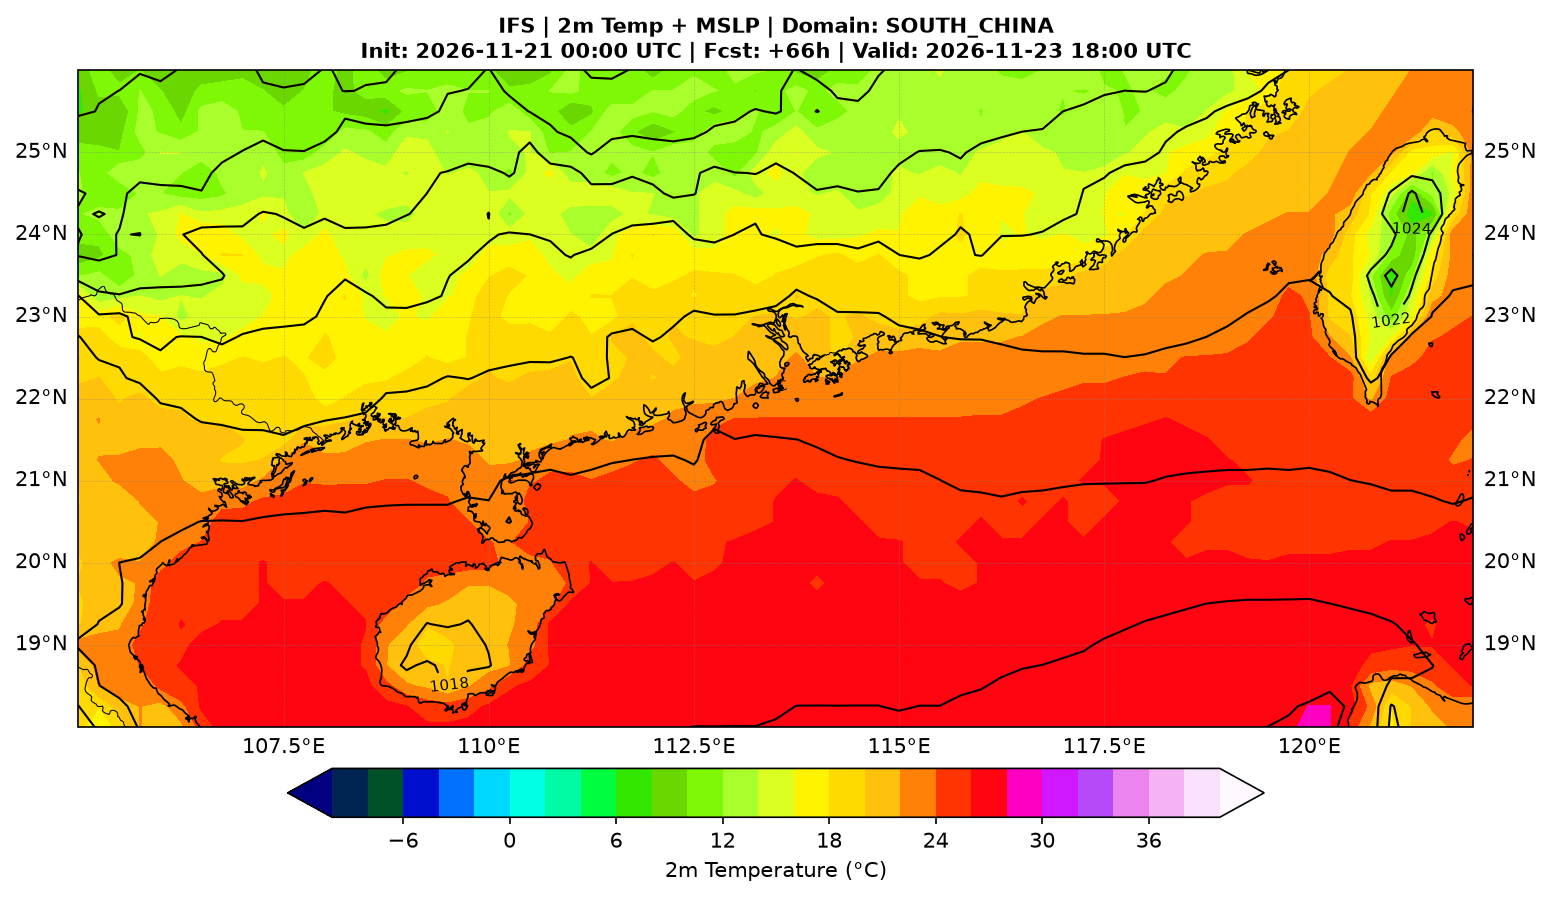 IFS | 2m Temp + MSLP | Domain: SOUTH_CHINA
Init: 2026-11-21 00:00 UTC | Fcst: +66h | Valid: 2026-11-23 18:00 UTC
25°N 25°N
24°N 1024 24°N
23°N 1022 23°N
22°N 22°N
21°N 21°N
20°N 20°N
19°N 19°N
1018
107.5°E 110°E 112.5°E 115°E 117.5°E 120°E
−6 0 6 12 18 24 30 36
2m Temperature (°C)